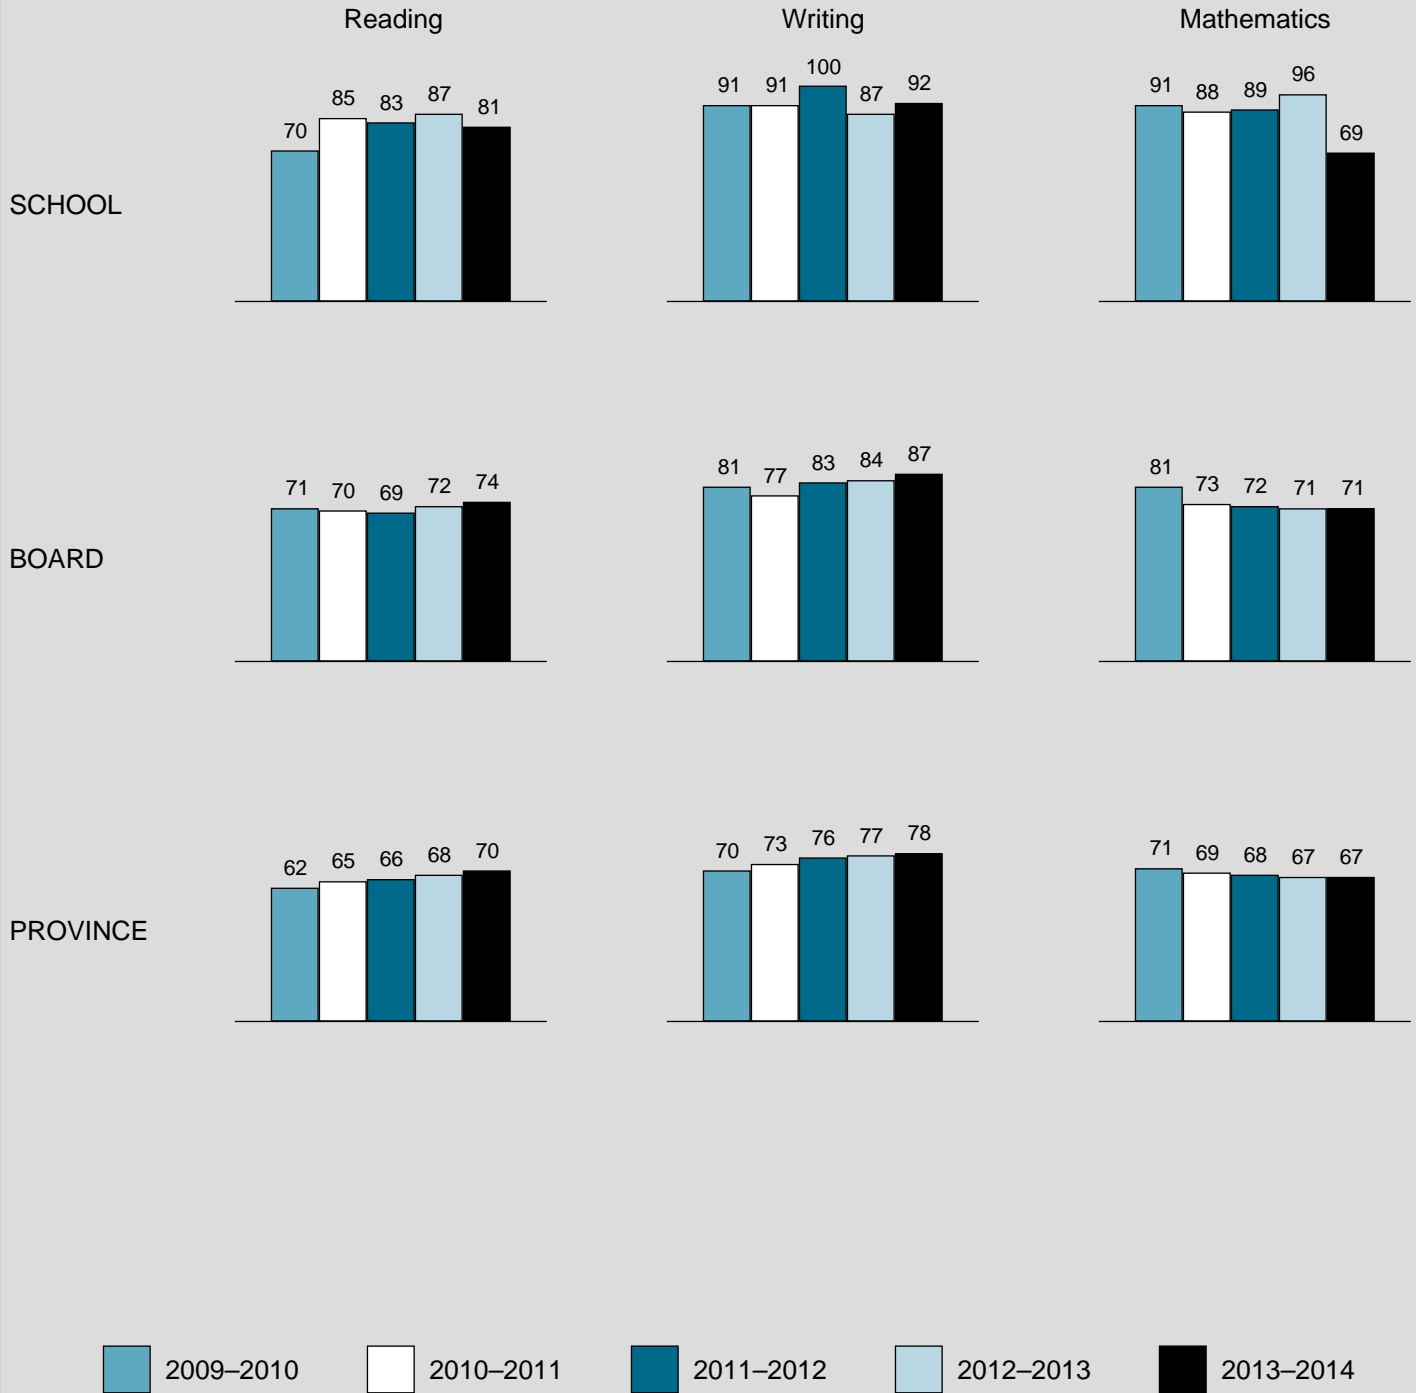 Reading Writing Mathematics
SCHOOL
70 85 83 87 81
91 91 100 87 92
91 88 89 96 69
BOARD
71 70 69 72 74
81 77 83 84 87
81 73 72 71 71
PROVINCE
62 65 66 68 70
70 73 76 77 78
71 69 68 67 67
2009–2010 2010–2011 2011–2012 2012–2013 2013–2014